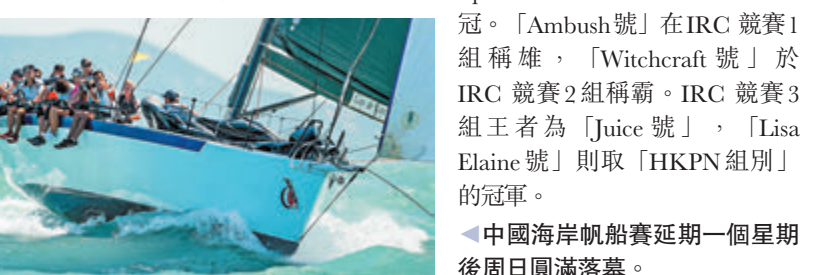 冠。「Ambush號」在IRC 競賽1
組稱雄，「Witchcraft 號」於
IRC 競賽2組稱霸。IRC 競賽3
組王者為「Juice 號」，「Lisa
Elaine號」則取「HKPN組別」
的冠軍。
◀中國海岸帆船賽延期一個星期
後周日圓滿落幕。